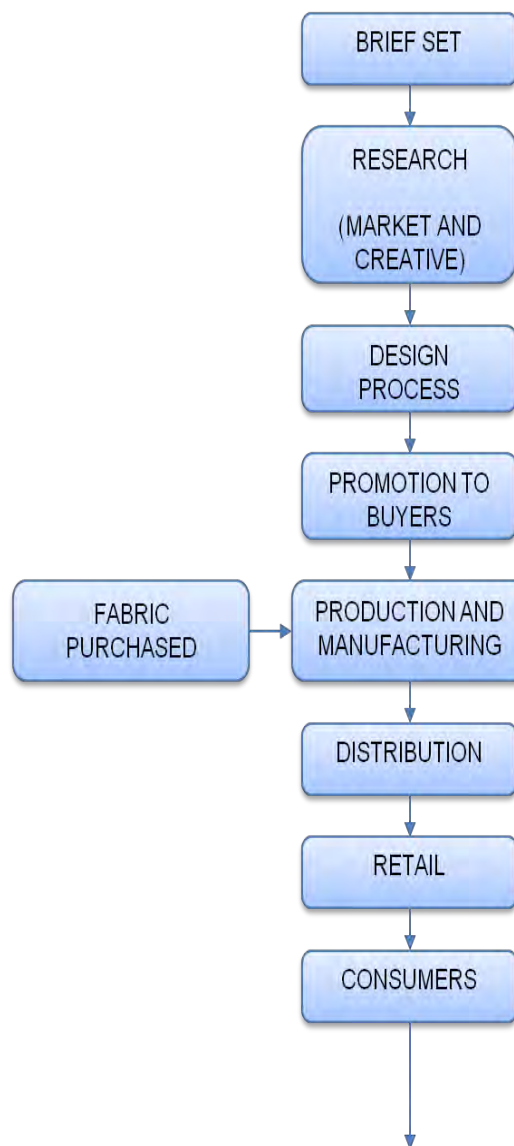 BRIEF SET
RESEARCH
(MARKET AND
CREATIVE)
DESIGN
PROCESS
PROMOTION TO
BUYERS
FABRIC
PURCHASED
PRODUCTION AND
MANUFACTURING
DISTRIBUTION
RETAIL
CONSUMERS